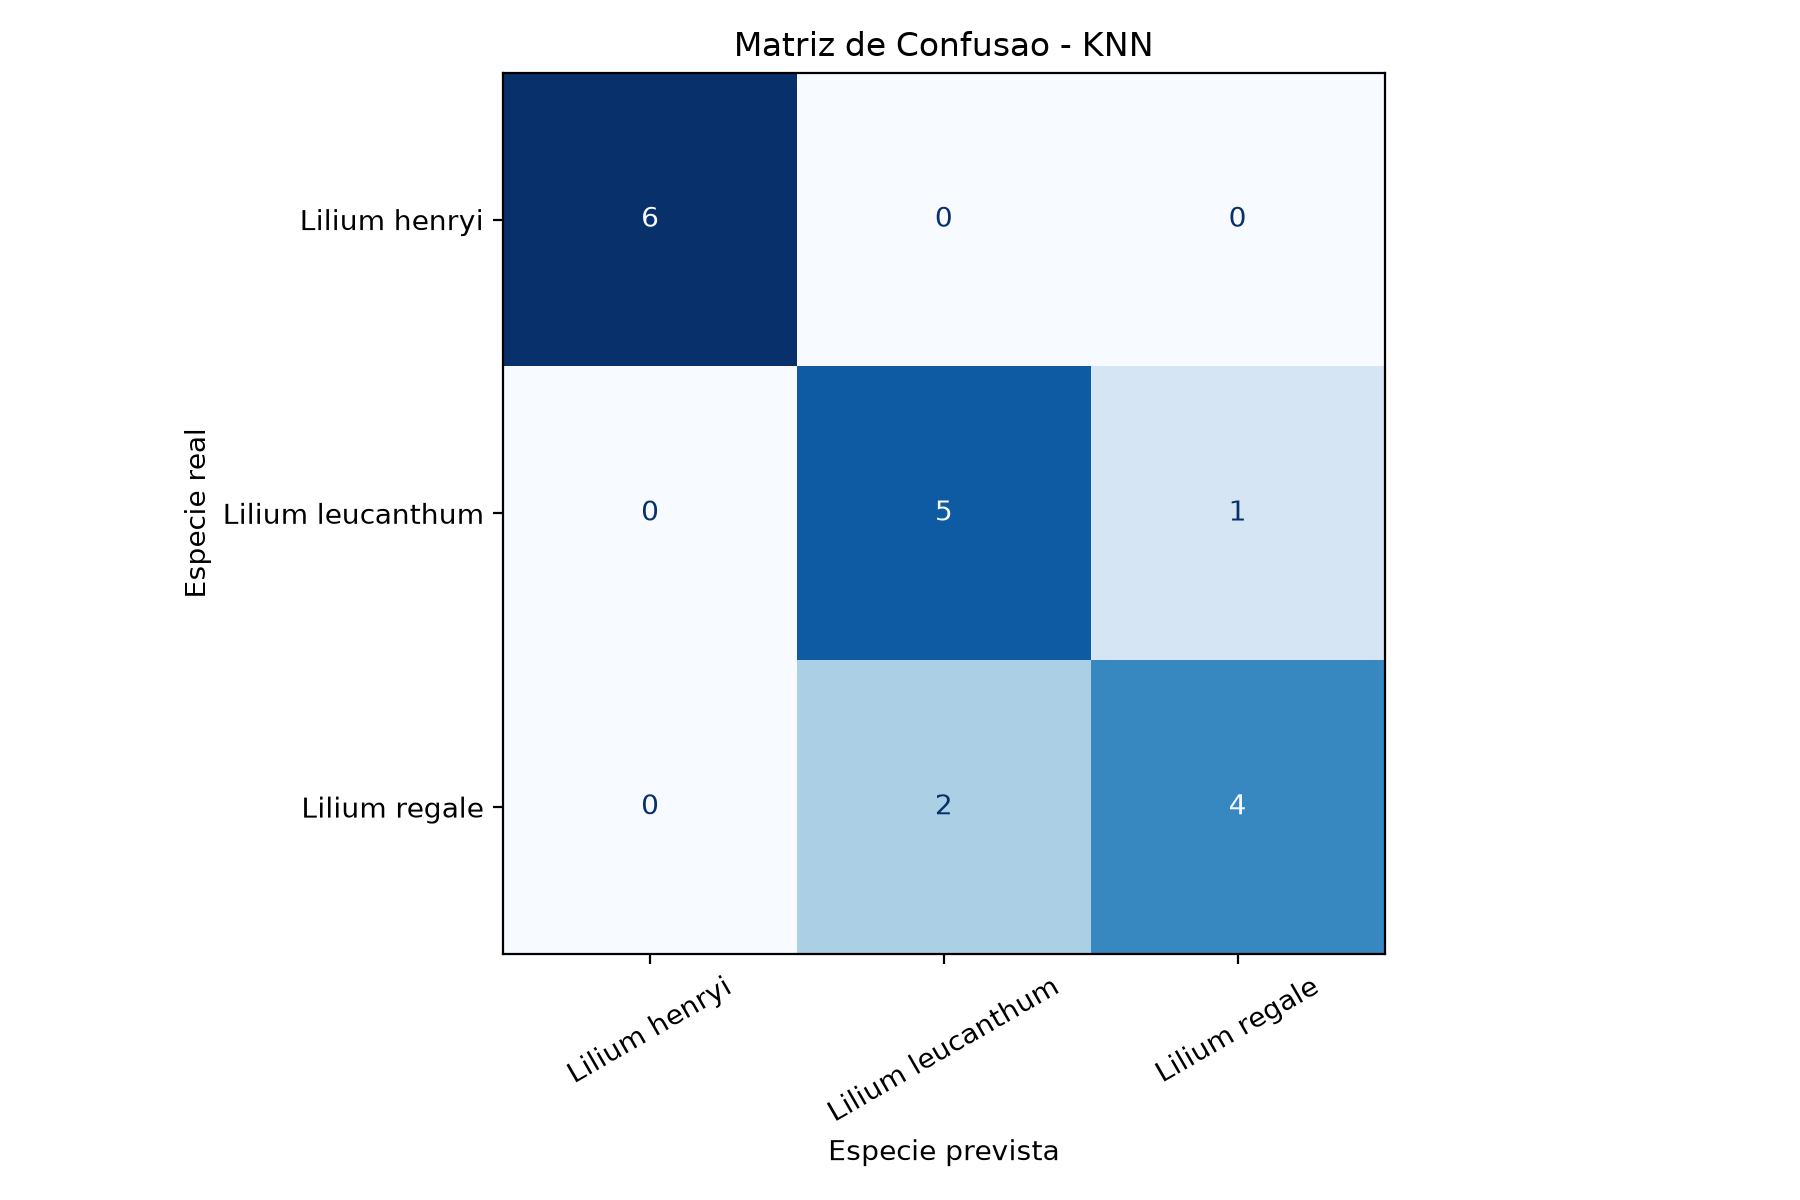 Matriz de Confusao - KNN
Especie real
Lilium henryi
6 0 0
Lilium leucanthum
0 5 1
Lilium regale
0 2 4
Lilium henryi
Lilium leucanthum
Lilium regale
Especie prevista